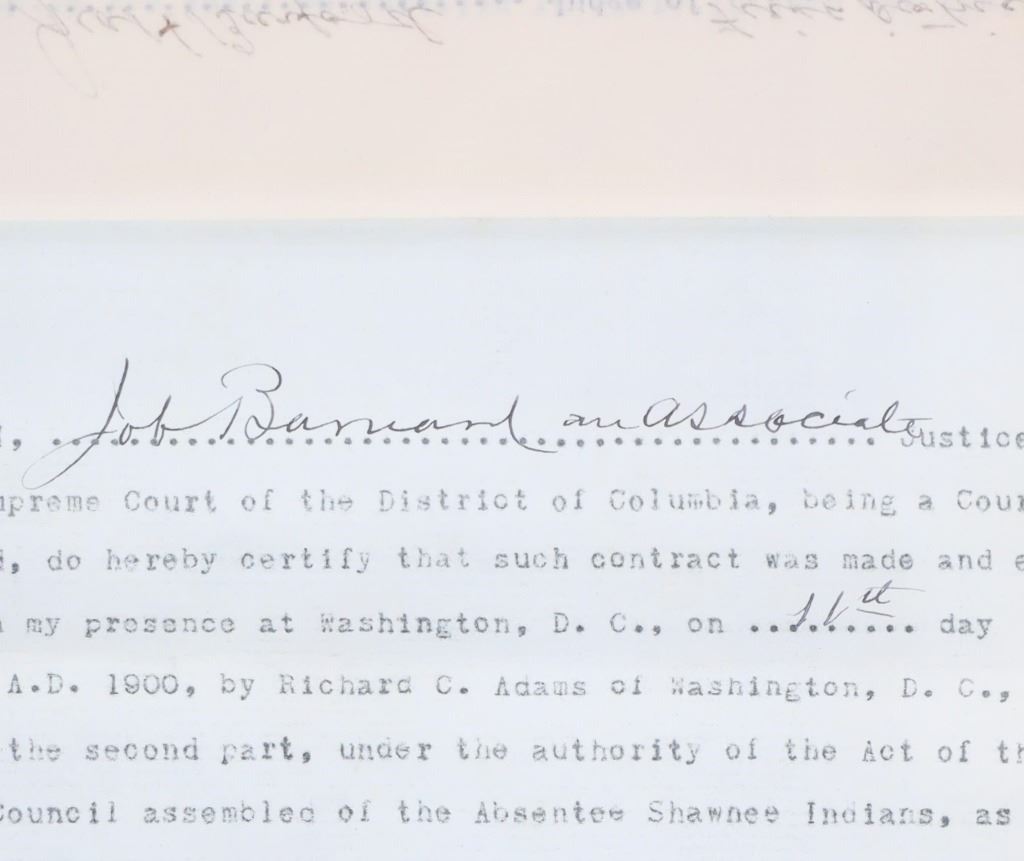 Job Barnard an Associate Justice
Supreme Court of the District of Columbia, being a Cour
d, do hereby certify that such contract was made and e
my presence at Washington, D. C., on day
A.D. 1900, by Richard C. Adams of Washington, D. C.,
the second part, under the authority of the Act of th
Council assembled of the Absentee Shawnee Indians, as